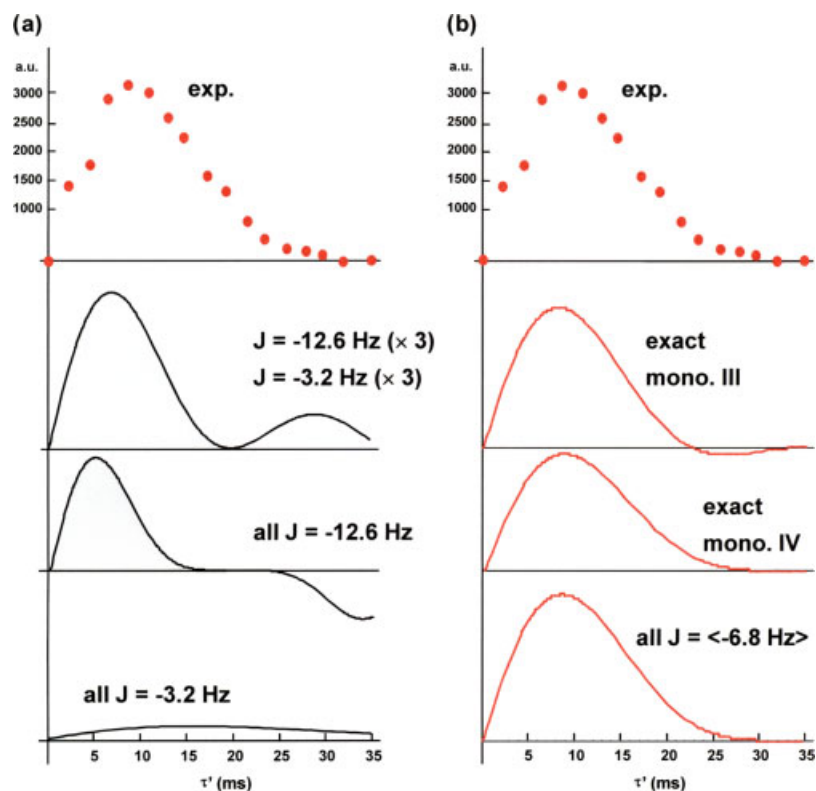 (a)
a.u.
3000
2500
2000
1500
1000
exp.
J = -12.6 Hz (× 3)
J = -3.2 Hz (× 3)
all J = -12.6 Hz
all J = -3.2 Hz
5 10 15 20 25 30 35
τ' (ms)
(b)
a.u.
3000
2500
2000
1500
1000
exp.
exact
mono. III
exact
mono. IV
all J = <-6.8 Hz>
5 10 15 20 25 30 35
τ' (ms)